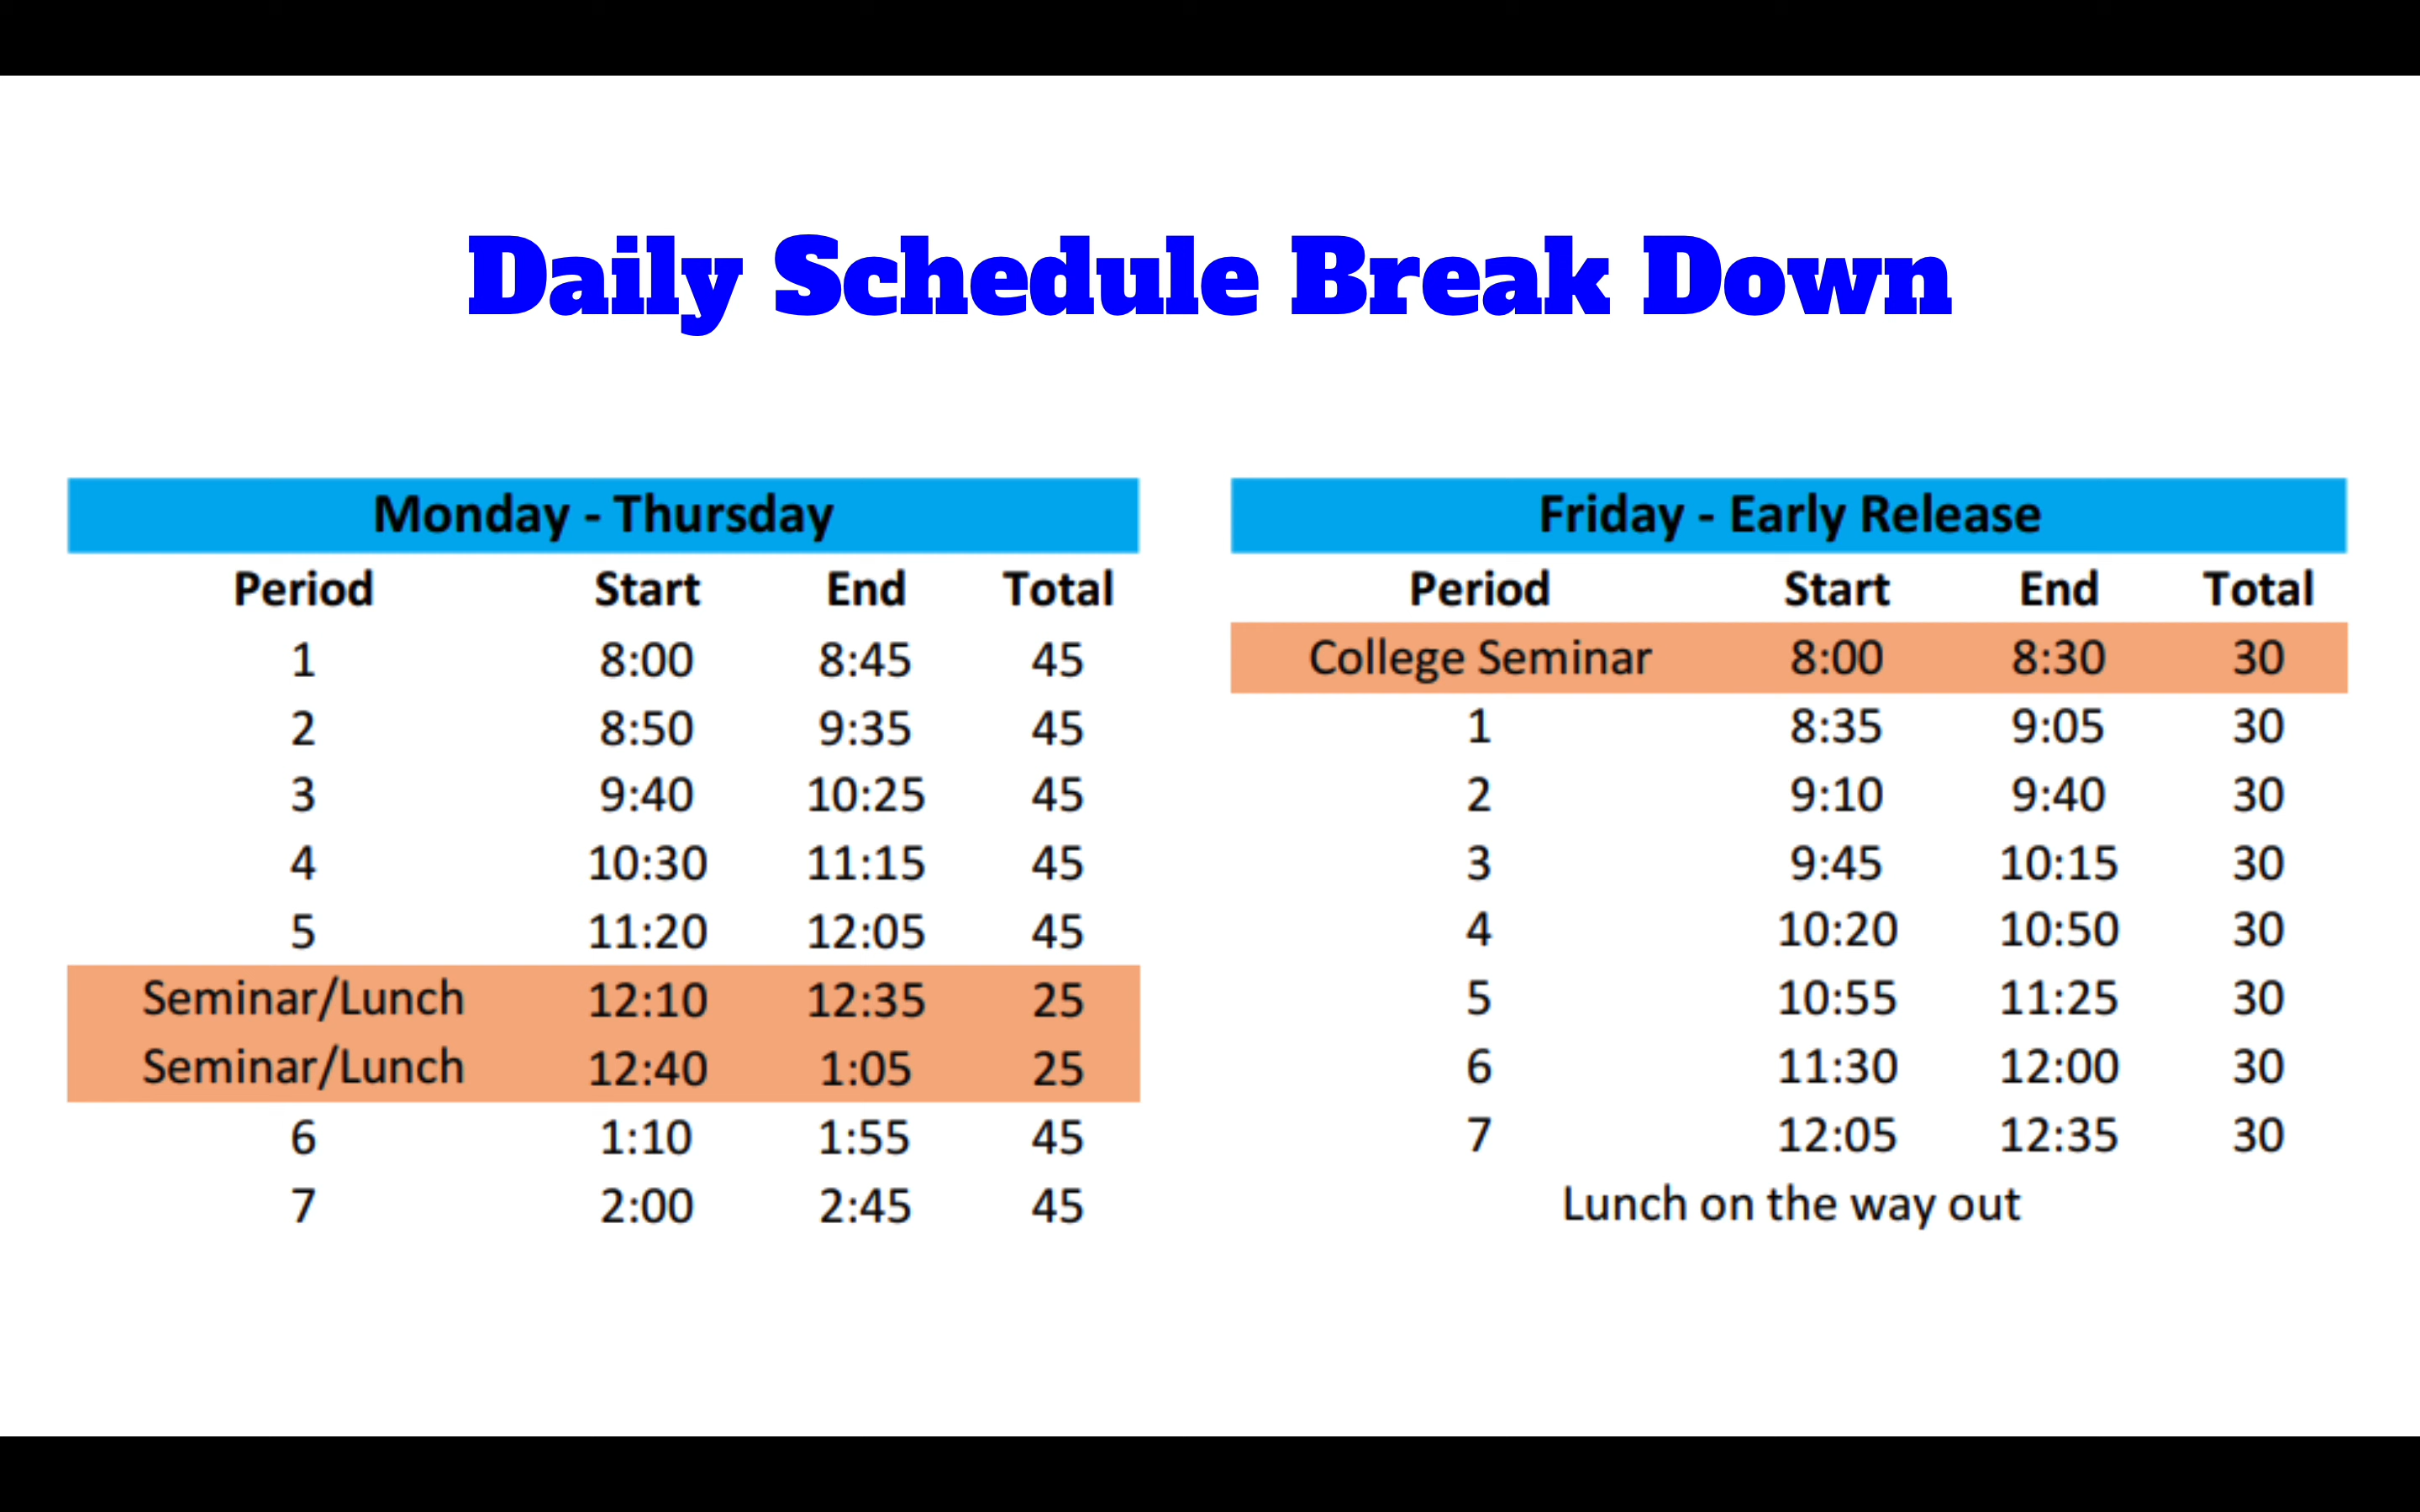 Daily Schedule Break Down
Monday - Thursday
Period Start End Total
1 8:00 8:45 45
2 8:50 9:35 45
3 9:40 10:25 45
4 10:30 11:15 45
5 11:20 12:05 45
Seminar/Lunch 12:10 12:35 25
Seminar/Lunch 12:40 1:05 25
6 1:10 1:55 45
7 2:00 2:45 45
Friday - Early Release
Period Start End Total
College Seminar 8:00 8:30 30
1 8:35 9:05 30
2 9:10 9:40 30
3 9:45 10:15 30
4 10:20 10:50 30
5 10:55 11:25 30
6 11:30 12:00 30
7 12:05 12:35 30
Lunch on the way out